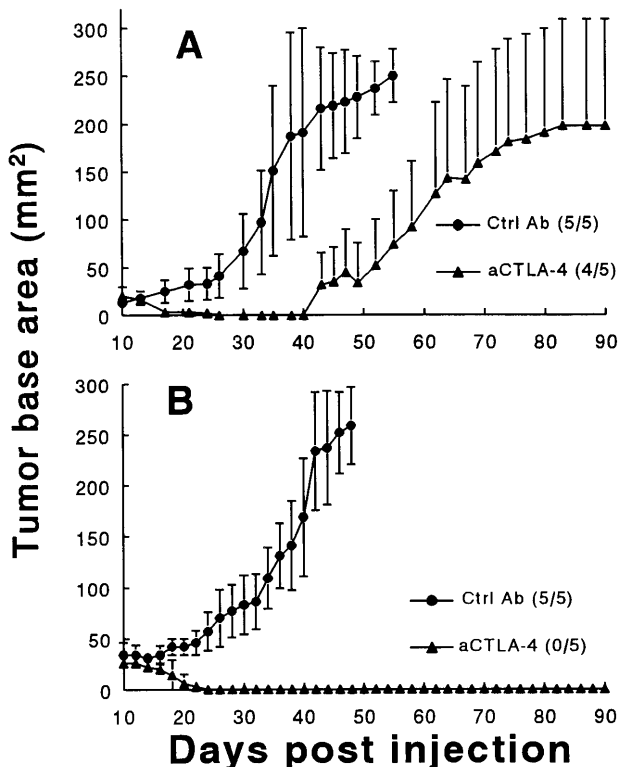 A
300
250
200
150
100
50
0
Ctrl Ab (5/5)
aCTLA-4 (4/5)
10 20 30 40 50 60 70 80 90
Tumor base area (mm²)
B
300
250
200
150
100
50
0
Ctrl Ab (5/5)
aCTLA-4 (0/5)
10 20 30 40 50 60 70 80 90
Days post injection